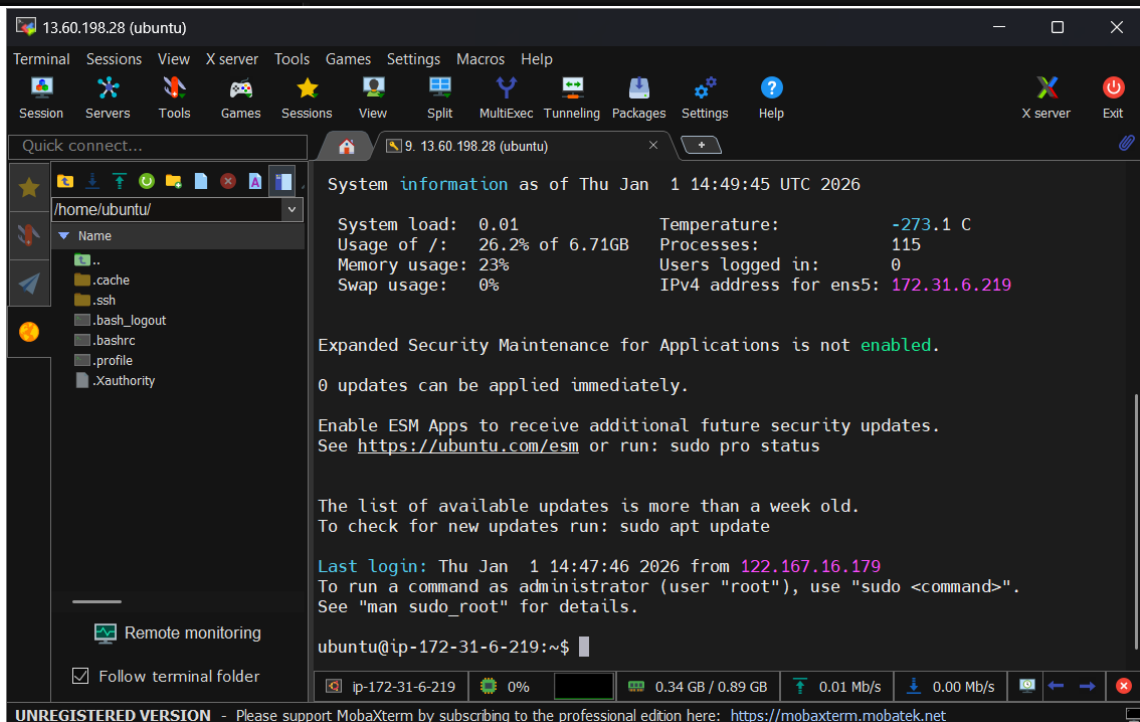 13.60.198.28 (ubuntu)
Terminal Sessions View X server Tools Games Settings Macros Help
Session Servers Tools Games Sessions View Split MultiExec Tunneling Packages Settings Help X server Exit
Quick connect...
9. 13.60.198.28 (ubuntu)
/home/ubuntu/
Name
..
.cache
.ssh
.bash_logout
.bashrc
.profile
.Xauthority
Remote monitoring
Follow terminal folder
System information as of Thu Jan  1 14:49:45 UTC 2026
System load: 0.01 Temperature: -273.1 C
Usage of /: 26.2% of 6.71GB Processes: 115
Memory usage: 23% Users logged in: 0
Swap usage: 0% IPv4 address for ens5: 172.31.6.219
Expanded Security Maintenance for Applications is not enabled.
0 updates can be applied immediately.
Enable ESM Apps to receive additional future security updates.
See https://ubuntu.com/esm or run: sudo pro status
The list of available updates is more than a week old.
To check for new updates run: sudo apt update
Last login: Thu Jan  1 14:47:46 2026 from 122.167.16.179
To run a command as administrator (user "root"), use "sudo <command>".
See "man sudo_root" for details.
ubuntu@ip-172-31-6-219:~$
ip-172-31-6-219 0% 0.34 GB / 0.89 GB 0.01 Mb/s 0.00 Mb/s
UNREGISTERED VERSION - Please support MobaXterm by subscribing to the professional edition here: https://mobaxterm.mobatek.net